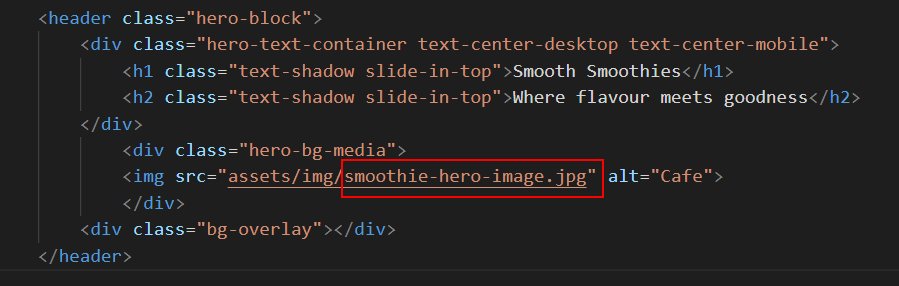 <header class="hero-block">
<div class="hero-text-container text-center-desktop text-center-mobile">
<h1 class="text-shadow slide-in-top">Smooth Smoothies</h1>
<h2 class="text-shadow slide-in-top">Where flavour meets goodness</h2>
</div>
<div class="hero-bg-media">
<img src="assets/img/smoothie-hero-image.jpg" alt="Cafe">
</div>
<div class="bg-overlay"></div>
</header>